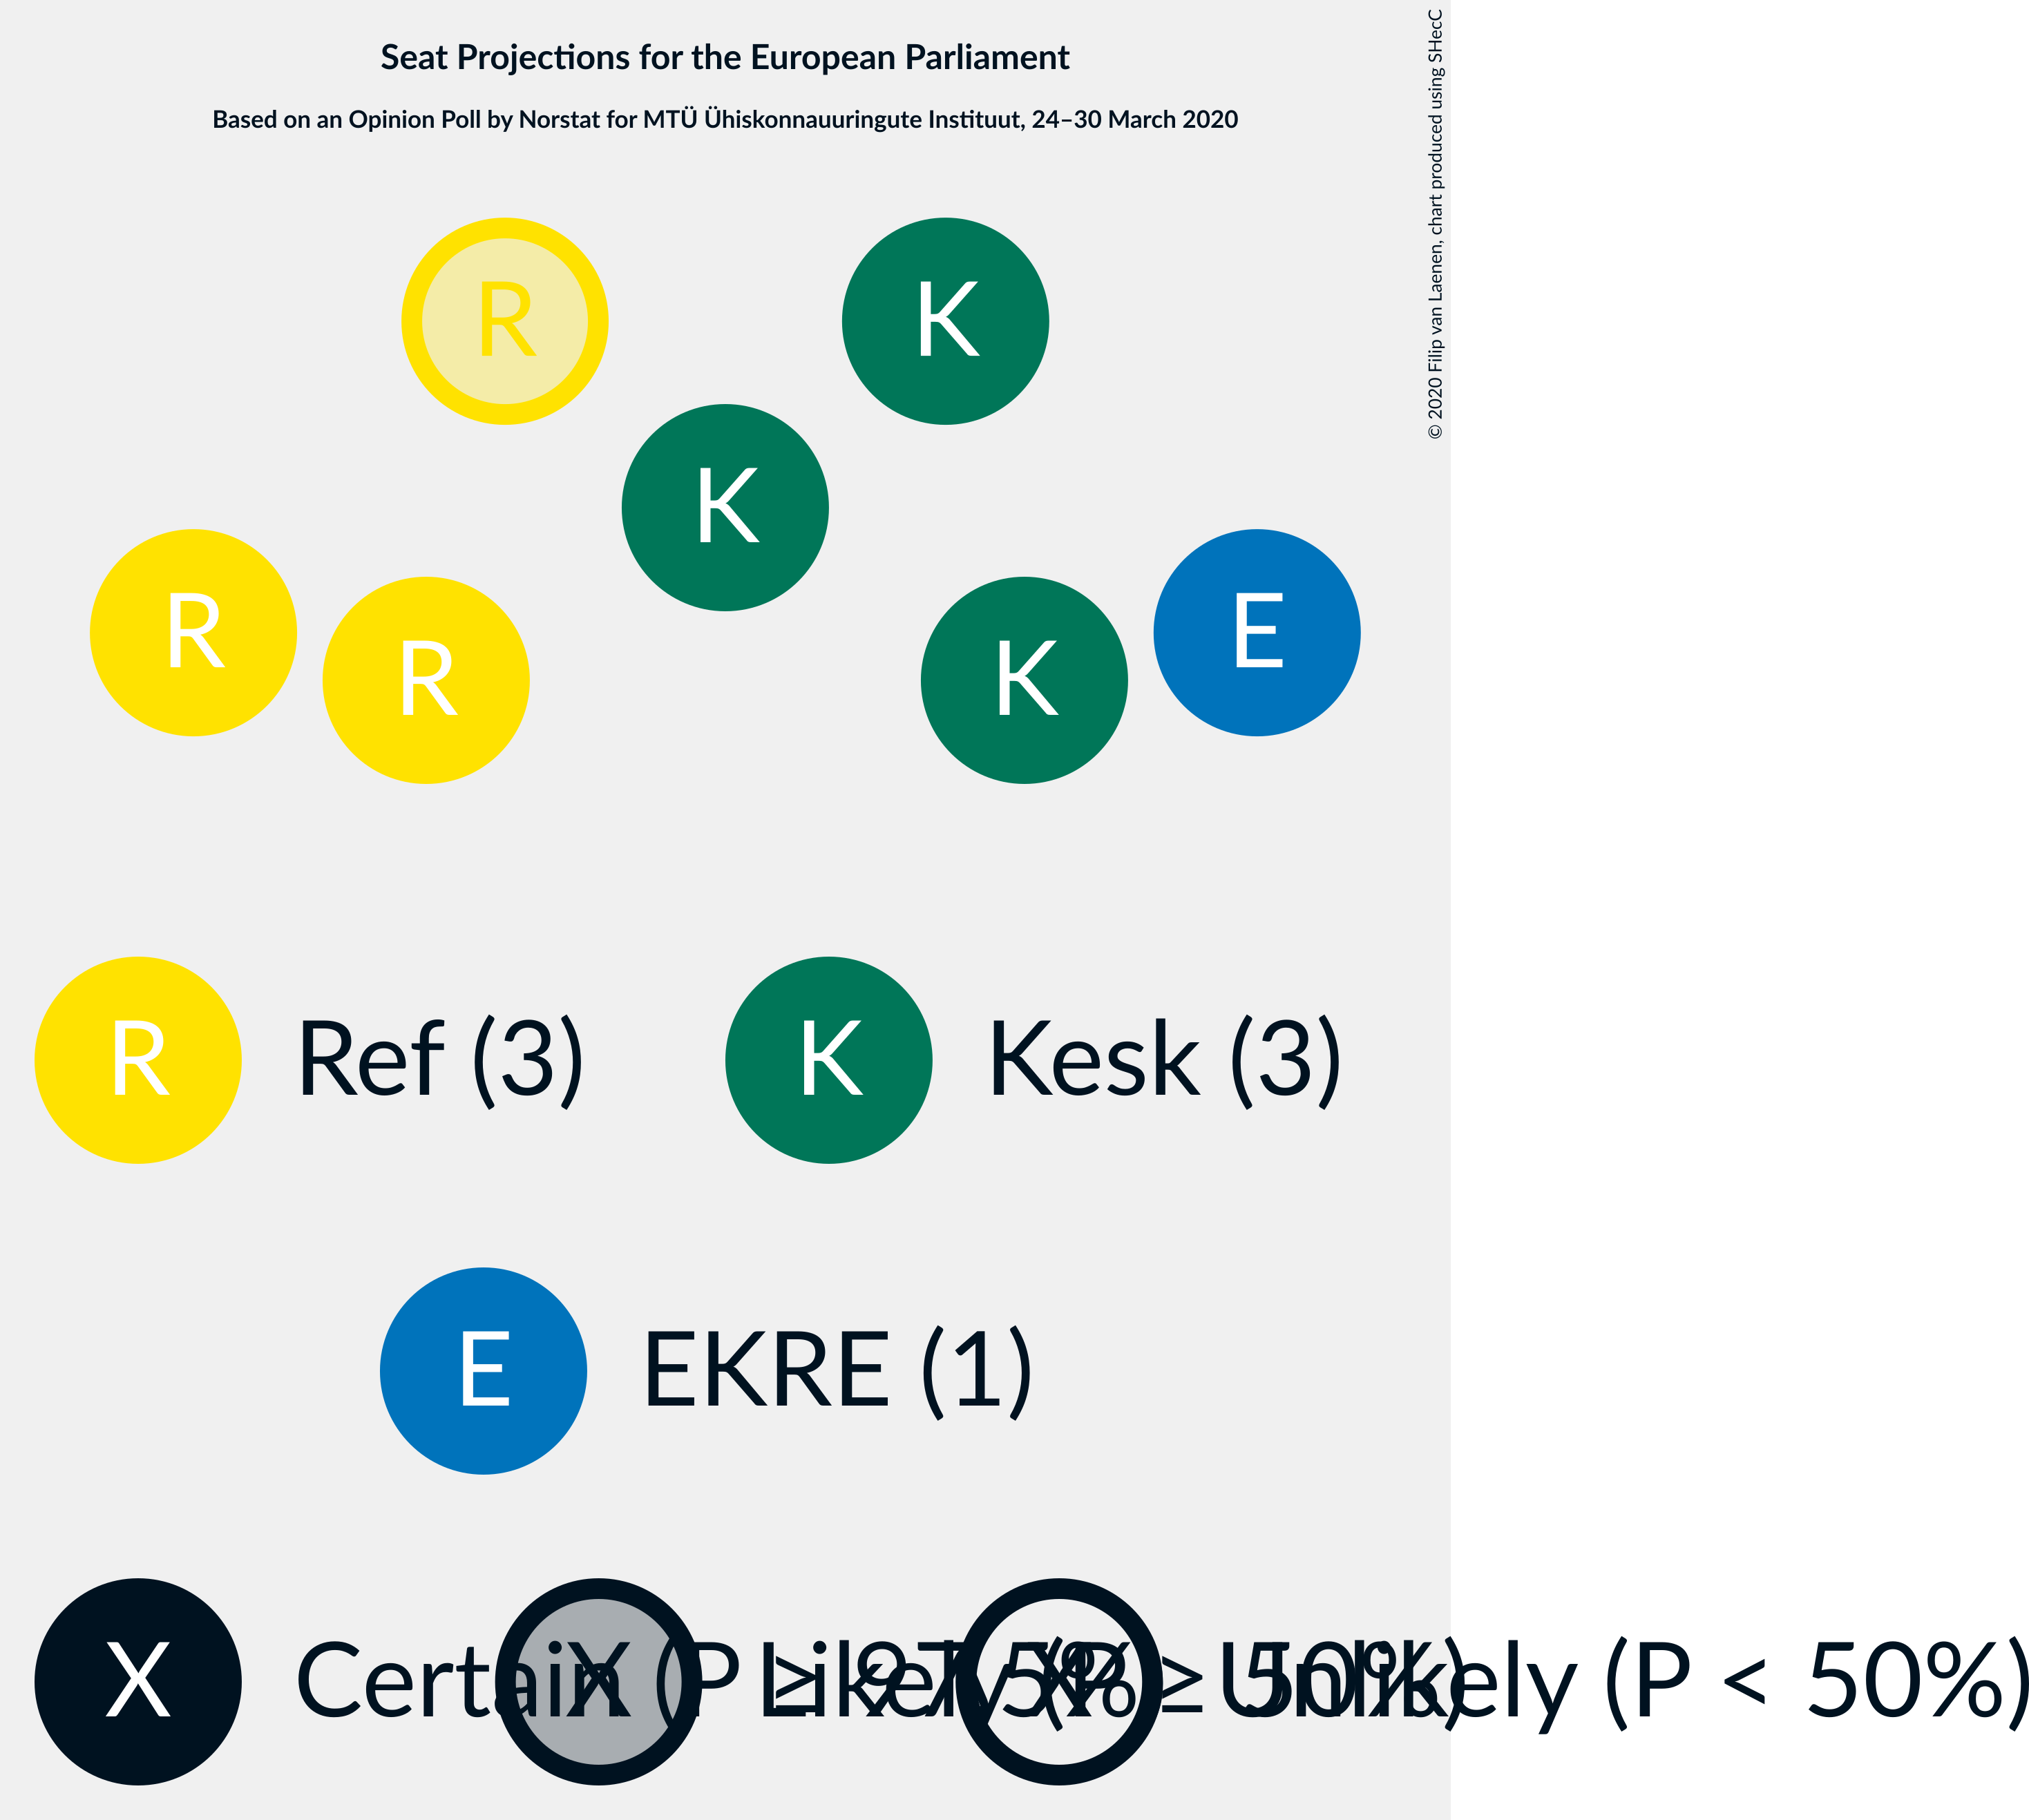 Seat Projections for the European Parliament
Based on an Opinion Poll by Norstat for MTÜ Ühiskonnauuringute Instituut, 24–30 March 2020
© 2020 Filip van Laenen, chart produced using SHecC
R
K
K
R
E
R
K
R Ref (3) K Kesk (3)
E EKRE (1)
X Certain (P ≥ X Likely (P ≥ 50%) X Unlikely (P < 50%)